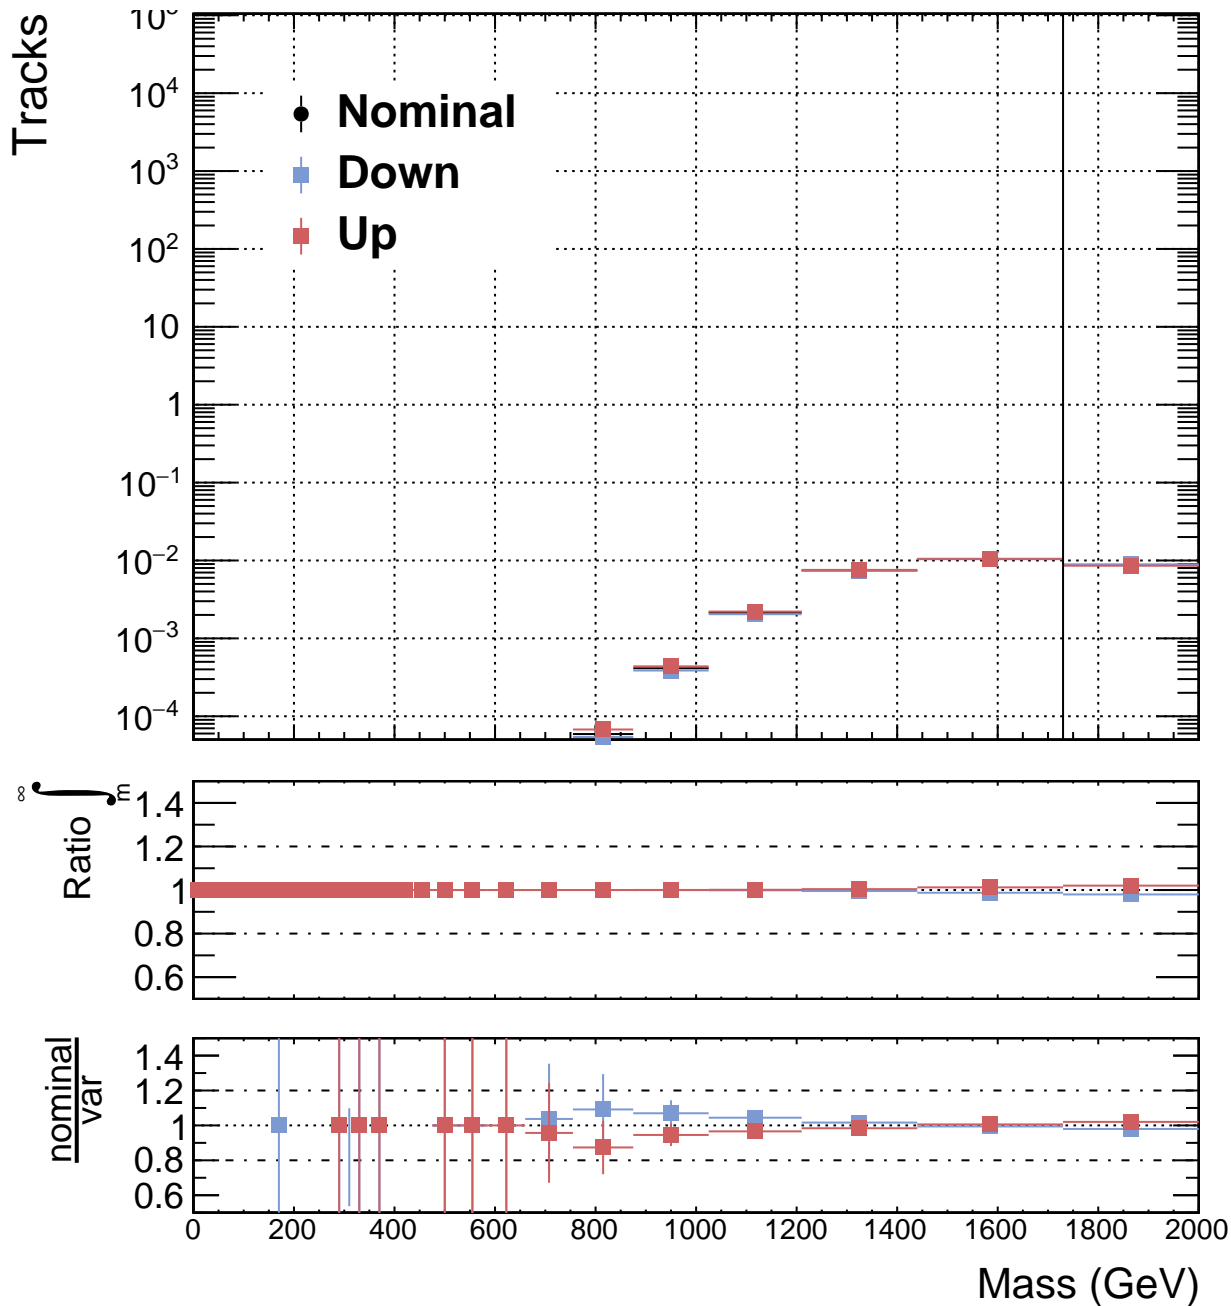 Tracks
10⁵
10⁴
10³
10²
10
1
10⁻¹
10⁻²
10⁻³
10⁻⁴
Nominal
Down
Up
Ratio ∫ₘ^∞
1.4
1.2
1
0.8
0.6
nominal
var
1.4
1.2
1
0.8
0.6
0 200 400 600 800 1000 1200 1400 1600 1800 2000
Mass (GeV)